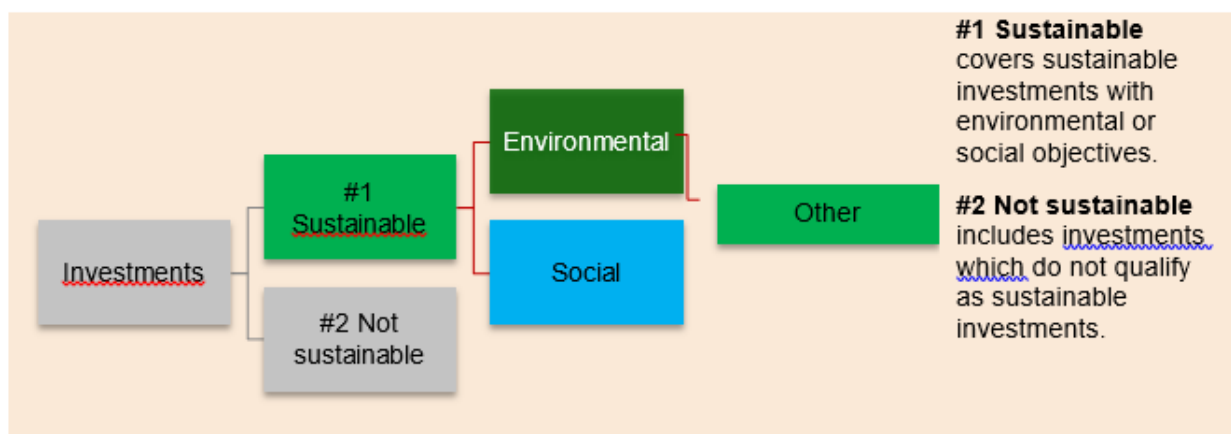 Investments
#1
Sustainable
#2 Not
sustainable
Environmental
Social
Other
#1 Sustainable
covers sustainable
investments with
environmental or
social objectives.
#2 Not sustainable
includes investments
which do not qualify
as sustainable
investments.